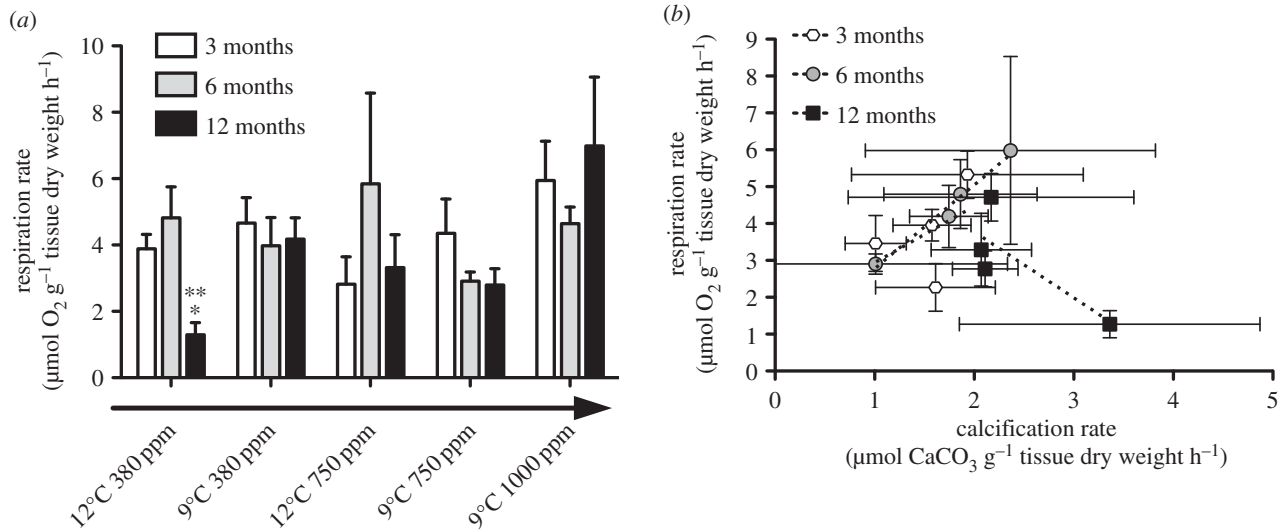 (a)
10
8
6
4
2
0
respiration rate
(µmol O₂ g⁻¹ tissue dry weight h⁻¹)
3 months
6 months
12 months
**
*
12°C 380 ppm
9°C 380 ppm
12°C 750 ppm
9°C 750 ppm
9°C 1000 ppm
(b)
9
8
7
6
5
4
3
2
1
0
respiration rate
(µmol O₂ g⁻¹ tissue dry weight h⁻¹)
3 months
6 months
12 months
0 1 2 3 4 5
calcification rate
(µmol CaCO₃ g⁻¹ tissue dry weight h⁻¹)